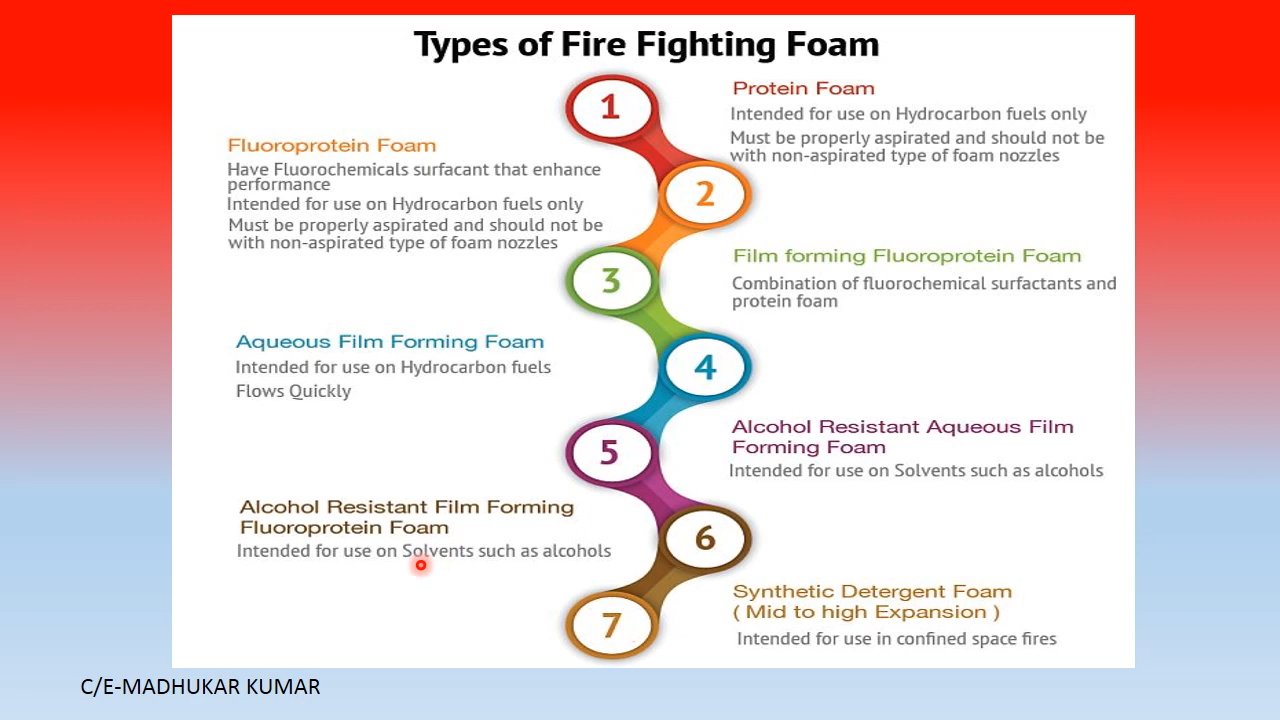 Types of Fire Fighting Foam
1
Protein Foam
Intended for use on Hydrocarbon fuels only
Must be properly aspirated and should not be
with non-aspirated type of foam nozzles
2
Fluoroprotein Foam
Have Fluorochemicals surfacant that enhance
performance
Intended for use on Hydrocarbon fuels only
Must be properly aspirated and should not be
with non-aspirated type of foam nozzles
3
Film forming Fluoroprotein Foam
Combination of fluorochemical surfactants and
protein foam
4
Aqueous Film Forming Foam
Intended for use on Hydrocarbon fuels
Flows Quickly
5
Alcohol Resistant Aqueous Film
Forming Foam
Intended for use on Solvents such as alcohols
6
Alcohol Resistant Film Forming
Fluoroprotein Foam
Intended for use on Solvents such as alcohols
7
Synthetic Detergent Foam
( Mid to high Expansion )
Intended for use in confined space fires
C/E-MADHUKAR KUMAR